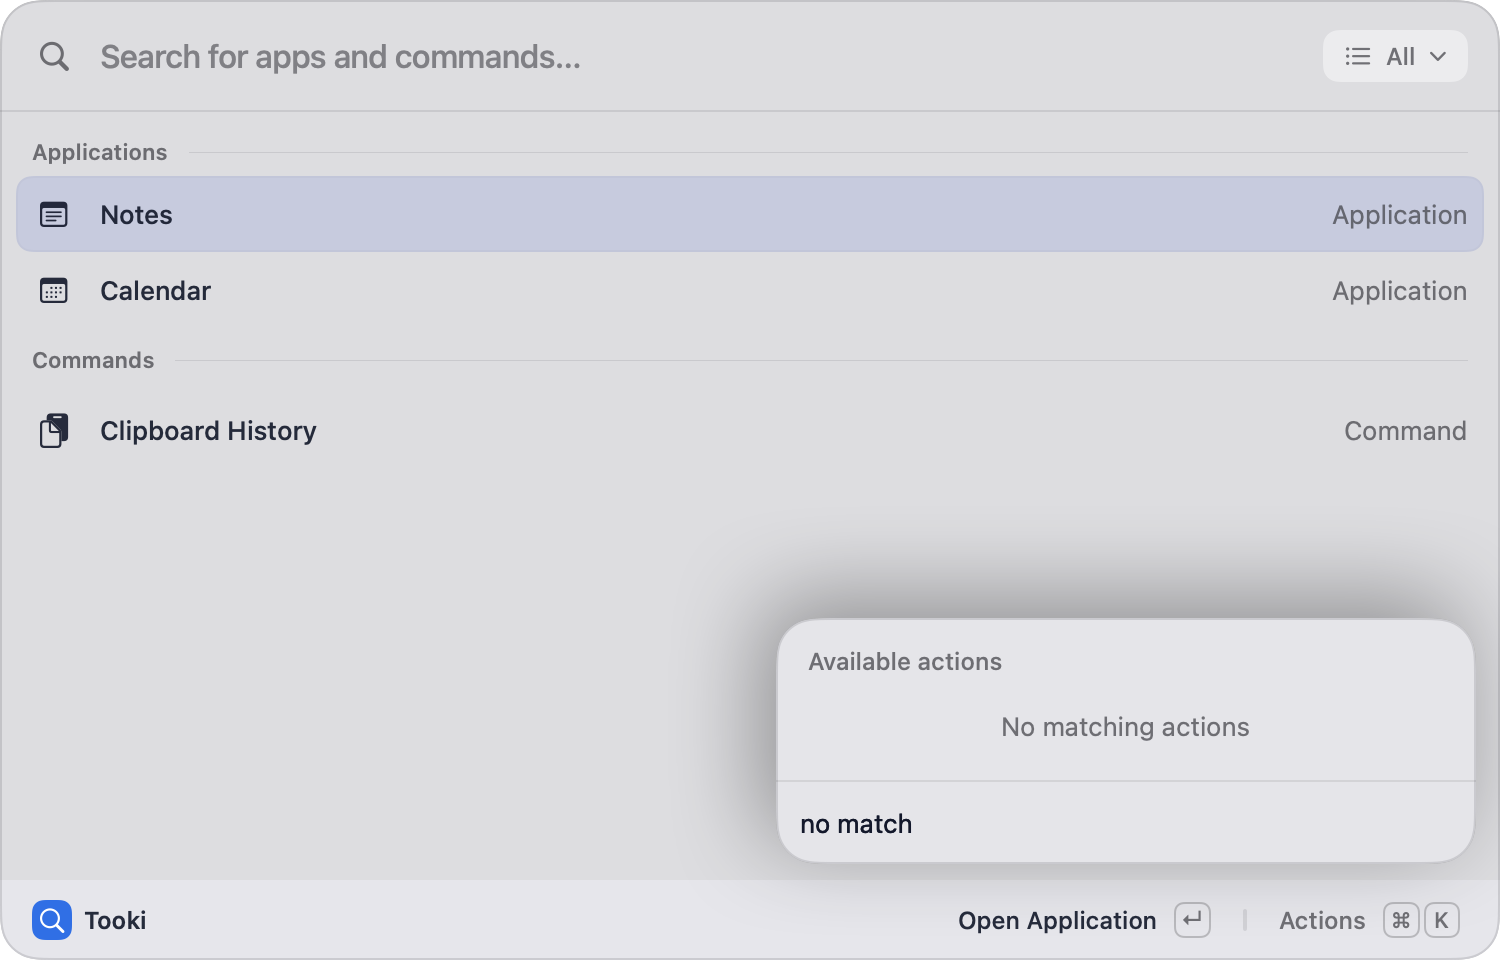 Search for apps and commands...
All
Applications
Notes
Application
Calendar
Application
Commands
Clipboard History
Command
Available actions
No matching actions
no match
Tooki
Open Application ↵
Actions ⌘ K